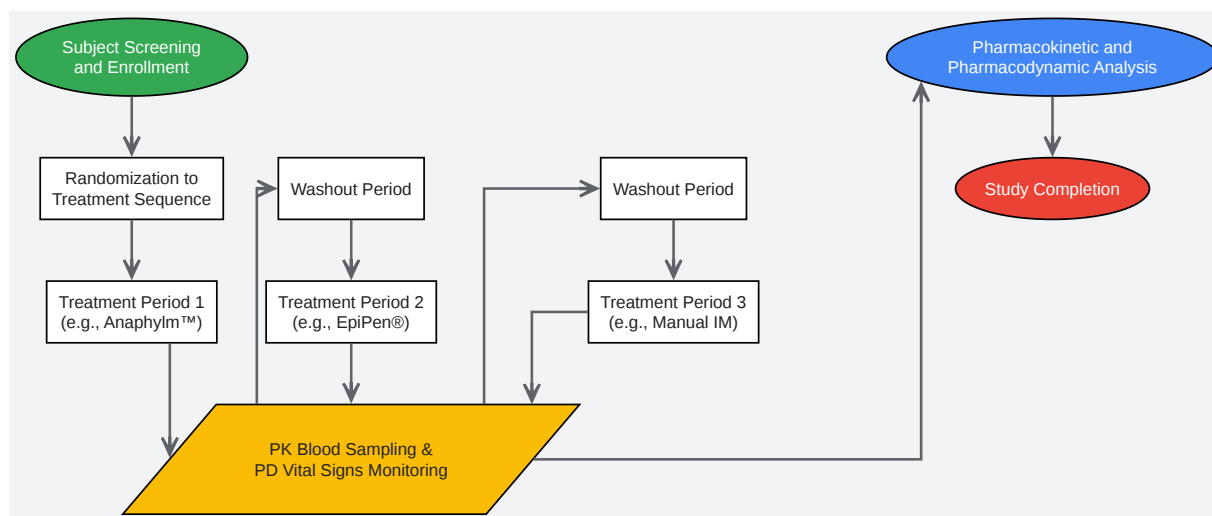 Subject Screening
and Enrollment
Pharmacokinetic and
Pharmacodynamic Analysis
Randomization to
Treatment Sequence
Washout Period
Washout Period
Study Completion
Treatment Period 1
(e.g., Anaphylm™)
Treatment Period 2
(e.g., EpiPen®)
Treatment Period 3
(e.g., Manual IM)
PK Blood Sampling &
PD Vital Signs Monitoring